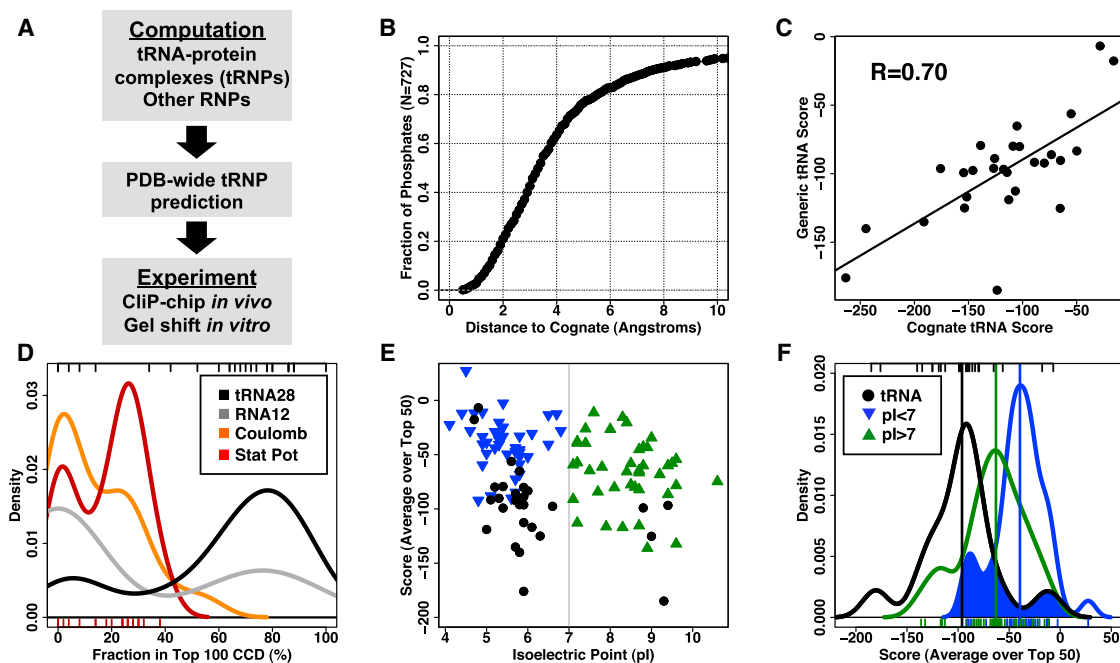 A
Computation
tRNA-protein
complexes (tRNPs)
Other RNPs
PDB-wide tRNP
prediction
Experiment
CliP-chip in vivo
Gel shift in vitro
B
Fraction of Phosphates (N=727)
1.0
0.8
0.6
0.4
0.2
0.0
0 2 4 6 8 10
Distance to Cognate (Angstroms)
C
R=0.70
Generic tRNA Score
0
−50
−100
−150
−250 −200 −150 −100 −50
Cognate tRNA Score
D
tRNA28
RNA12
Coulomb
Stat Pot
Density
0.03
0.02
0.01
0.00
0 20 40 60 80 100
Fraction in Top 100 CCD (%)
E
Score (Average over Top 50)
0
−50
−100
−150
−200
4 5 6 7 8 9 10
Isoelectric Point (pI)
F
tRNA
pI<7
pI>7
Density
0.020
0.015
0.010
0.005
0.000
−200 −150 −100 −50 0 50
Score (Average over Top 50)